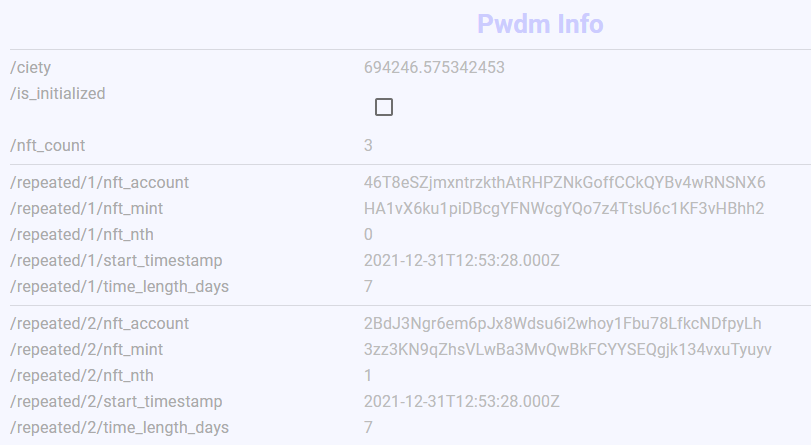 Pwdm Info
/ciety 694246.575342453
/is_initialized
/nft_count 3
/repeated/1/nft_account 46T8eSZjmxntrzkthAtRHPZNkGoffCCkQYBv4wRNSNX6
/repeated/1/nft_mint HA1vX6ku1piDBcgYFNWcgYQo7z4TtsU6c1KF3vHBhh2
/repeated/1/nft_nth 0
/repeated/1/start_timestamp 2021-12-31T12:53:28.000Z
/repeated/1/time_length_days 7
/repeated/2/nft_account 2BdJ3Ngr6em6pJx8Wdsu6i2whoy1Fbu78LfkcNDfpyLh
/repeated/2/nft_mint 3zz3KN9qZhsVLwBa3MvQwBkFCYYSEQgjk134vxuTyuyv
/repeated/2/nft_nth 1
/repeated/2/start_timestamp 2021-12-31T12:53:28.000Z
/repeated/2/time_length_days 7